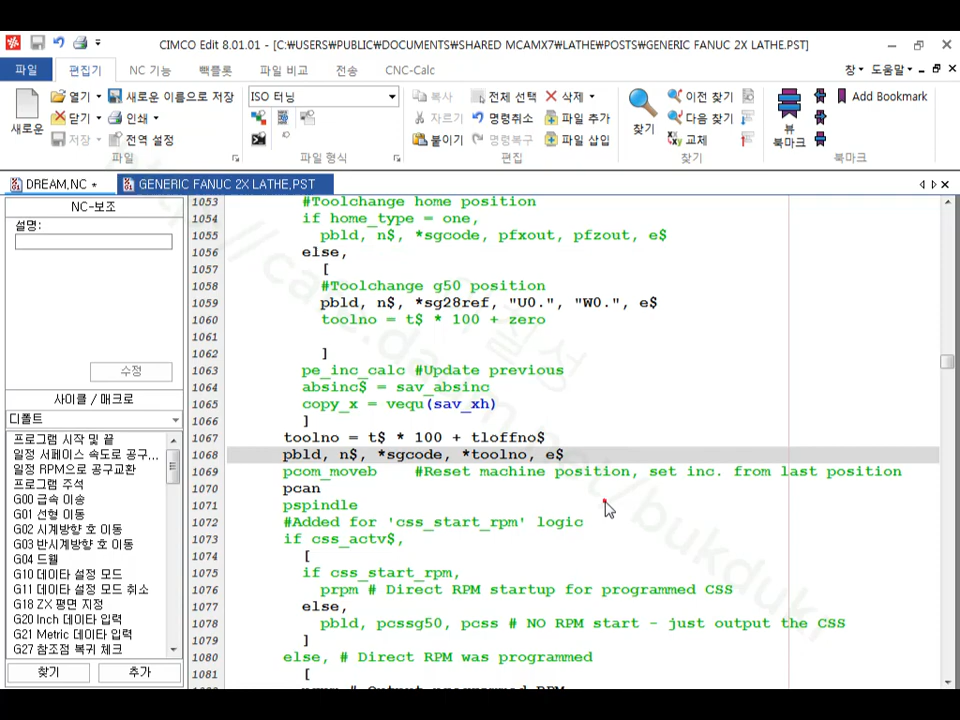 CIMCO Edit 8.01.01 - [C:₩USERS₩PUBLIC₩DOCUMENTS₩SHARED MCAMX7₩LATHE₩POSTS₩GENERIC FANUC 2X LATHE.PST]
파일 편집기 NC 기능 백플롯 파일 비교 전송 CNC-Calc 창 도움말
새로운 열기 새로운 이름으로 저장
닫기 인쇄
저장 전역 설정
파일
ISO 터닝
파일 형식
복사 전체 선택 삭제
자르기 명령취소 파일 추가
붙이기 명령복구 파일 삽입
편집
찾기 이전 찾기
다음 찾기
교체
찾기
뷰 북마크 Add Bookmark
북마크
DREAM.NC * GENERIC FANUC 2X LATHE.PST
NC-보조
설명:
수정
사이클 / 매크로
디폴트
프로그램 시작 및 끝
일정 서페이스 속도로 공구...
일정 RPM으로 공구교환
프로그램 주석
G00 급속 이송
G01 선형 이동
G02 시계방향 호 이동
G03 반시계방향 호 이동
G04 드웰
G10 데이타 설정 모드
G11 데이타 설정 모드 취소
G18 ZX 평면 지정
G20 Inch 데이타 입력
G21 Metric 데이타 입력
G27 참조점 복귀 체크
찾기 추가
1053 #Toolchange home position
1054 if home_type = one,
1055 pbld, n$, *sgcode, pfxout, pfzout, e$
1056 else,
1057 [
1058 #Toolchange g50 position
1059 pbld, n$, *sg28ref, "U0.", "W0.", e$
1060 toolno = t$ * 100 + zero
1061
1062 ]
1063 pe_inc_calc #Update previous
1064 absinc$ = sav_absinc
1065 copy_x = vequ(sav_xh)
1066 ]
1067 toolno = t$ * 100 + tloffno$
1068 pbld, n$, *sgcode, *toolno, e$
1069 pcom_moveb #Reset machine position, set inc. from last position
1070 pcan
1071 pspindle
1072 #Added for 'css_start_rpm' logic
1073 if css_actv$,
1074 [
1075 if css_start_rpm,
1076 prpm # Direct RPM startup for programmed CSS
1077 else,
1078 pbld, pcssg50, pcss # NO RPM start - just output the CSS
1079 ]
1080 else, # Direct RPM was programmed
1081 [